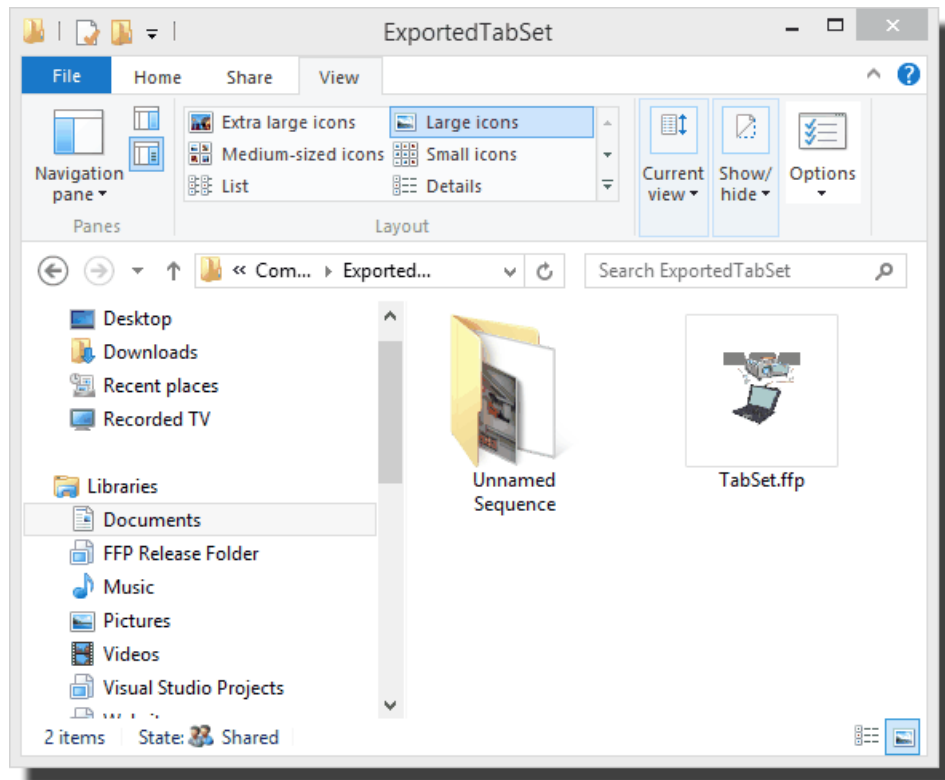 ExportedTabSet
File Home Share View
Extra large icons Large icons
Medium-sized icons Small icons
List Details
Navigation pane
Current view
Show/ hide
Options
Panes
Layout
« Com... Exported...
Search ExportedTabSet
Desktop
Downloads
Recent places
Recorded TV
Libraries
Documents
FFP Release Folder
Music
Pictures
Videos
Visual Studio Projects
Unnamed
Sequence
TabSet.ffp
2 items State: Shared